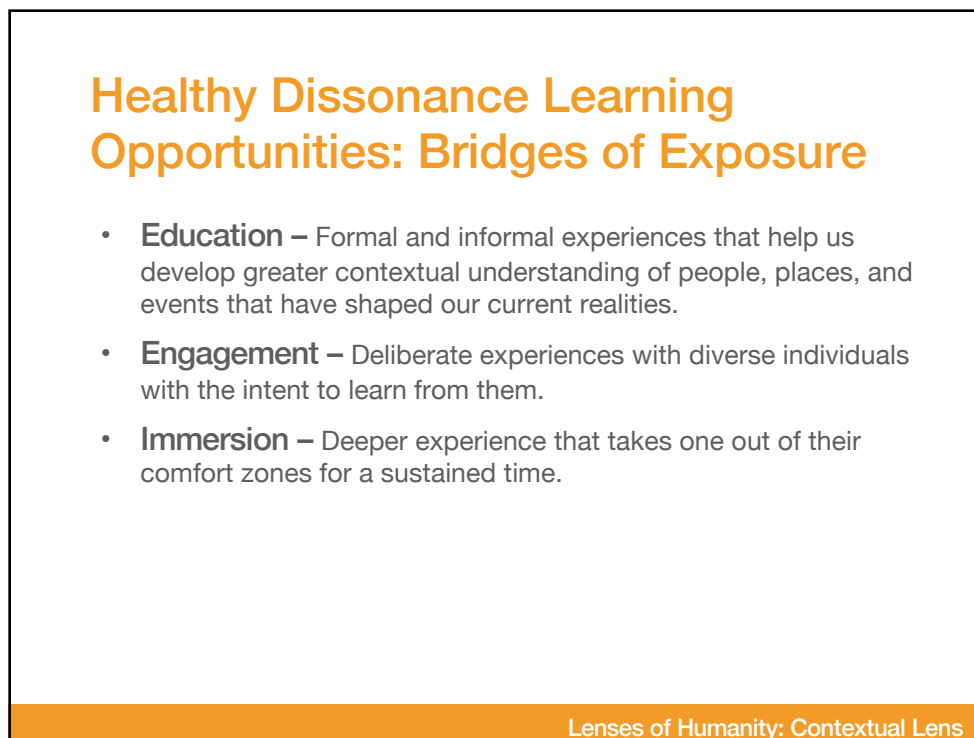 Healthy Dissonance Learning
Opportunities: Bridges of Exposure
• Education – Formal and informal experiences that help us
develop greater contextual understanding of people, places, and
events that have shaped our current realities.
• Engagement – Deliberate experiences with diverse individuals
with the intent to learn from them.
• Immersion – Deeper experience that takes one out of their
comfort zones for a sustained time.
Lenses of Humanity: Contextual Lens